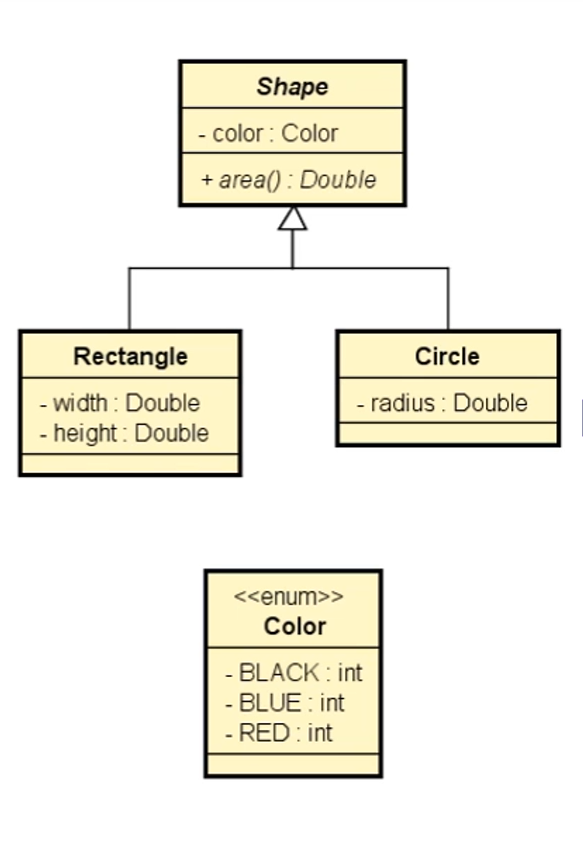 Shape
- color : Color
+ area() : Double
Rectangle
- width : Double
- height : Double
Circle
- radius : Double
<<enum>>
Color
- BLACK : int
- BLUE : int
- RED : int